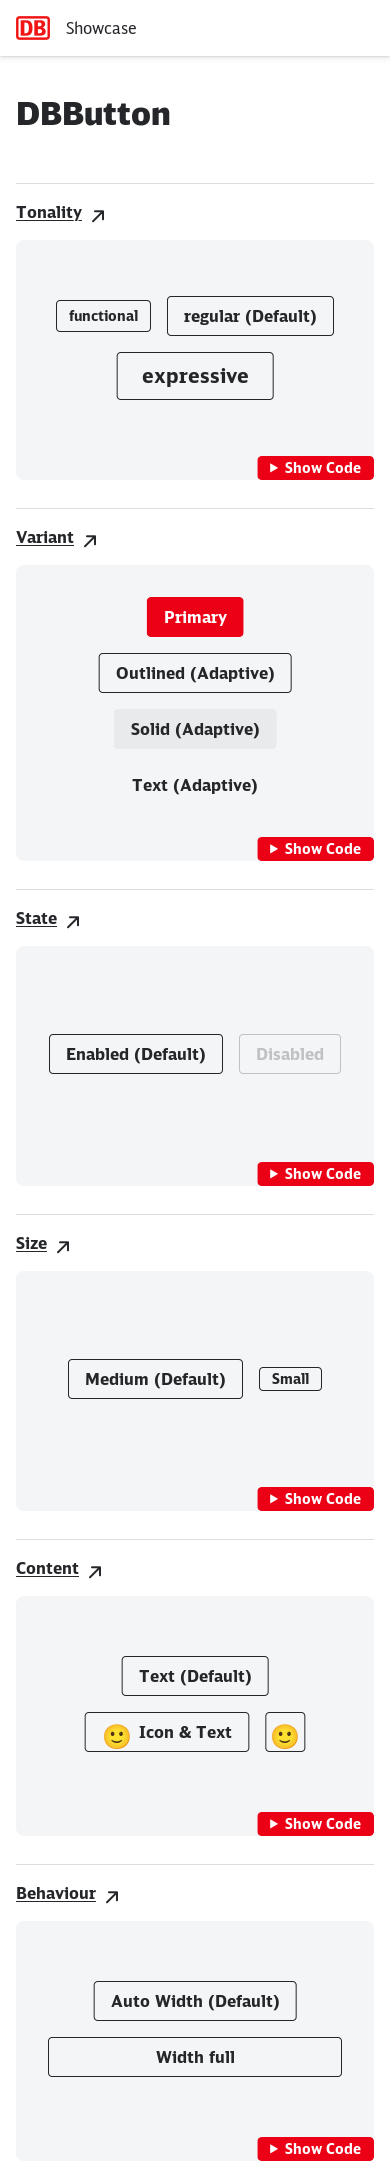 DB Showcase
DBButton
Tonality
functional
regular (Default)
expressive
Show Code
Variant
Primary
Outlined (Adaptive)
Solid (Adaptive)
Text (Adaptive)
Show Code
State
Enabled (Default)
Disabled
Show Code
Size
Medium (Default)
Small
Show Code
Content
Text (Default)
🙂 Icon & Text
🙂
Show Code
Behaviour
Auto Width (Default)
Width full
Show Code